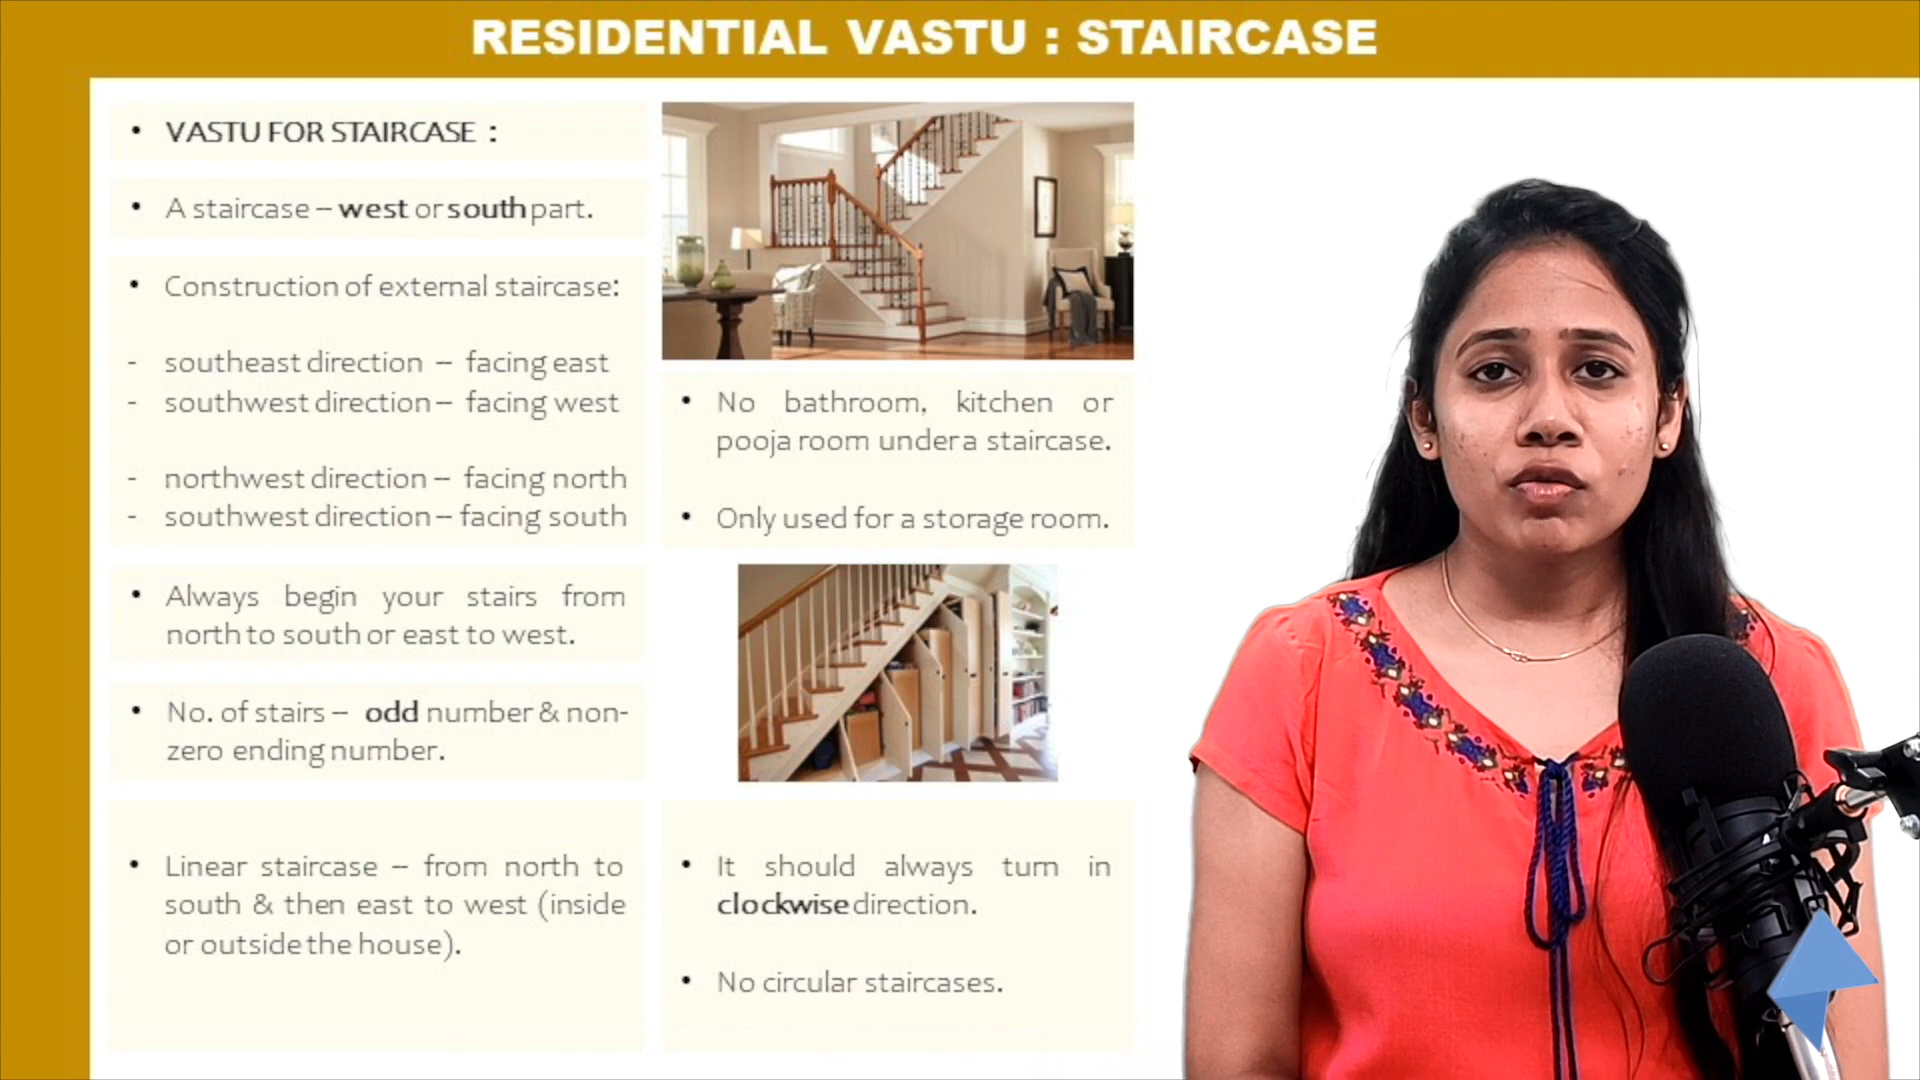 RESIDENTIAL VASTU : STAIRCASE
• VASTU FOR STAIRCASE :
• A staircase – west or south part.
• Construction of external staircase:
- southeast direction – facing east
- southwest direction – facing west
- northwest direction – facing north
- southwest direction – facing south
• Always begin your stairs from
north to south or east to west.
• No. of stairs – odd number & non-
zero ending number.
• Linear staircase – from north to
south & then east to west (inside
or outside the house).
• No bathroom, kitchen or
pooja room under a staircase.
• Only used for a storage room.
• It should always turn in
clockwise direction.
• No circular staircases.